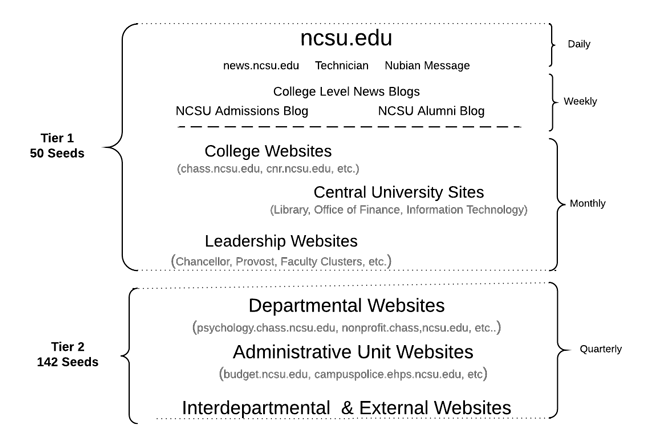 ncsu.edu
Daily
news.ncsu.edu Technician Nubian Message
College Level News Blogs
Weekly
NCSU Admissions Blog NCSU Alumni Blog
Tier 1
50 Seeds
College Websites
(chass.ncsu.edu, cnr.ncsu.edu, etc.)
Central University Sites
Monthly
(Library, Office of Finance, Information Technology)
Leadership Websites
(Chancellor, Provost, Faculty Clusters, etc.)
Departmental Websites
(psychology.chass.ncsu.edu, nonprofit.chass,ncsu.edu, etc..)
Tier 2
142 Seeds
Administrative Unit Websites
Quarterly
(budget.ncsu.edu, campuspolice.ehps.ncsu.edu, etc)
Interdepartmental & External Websites